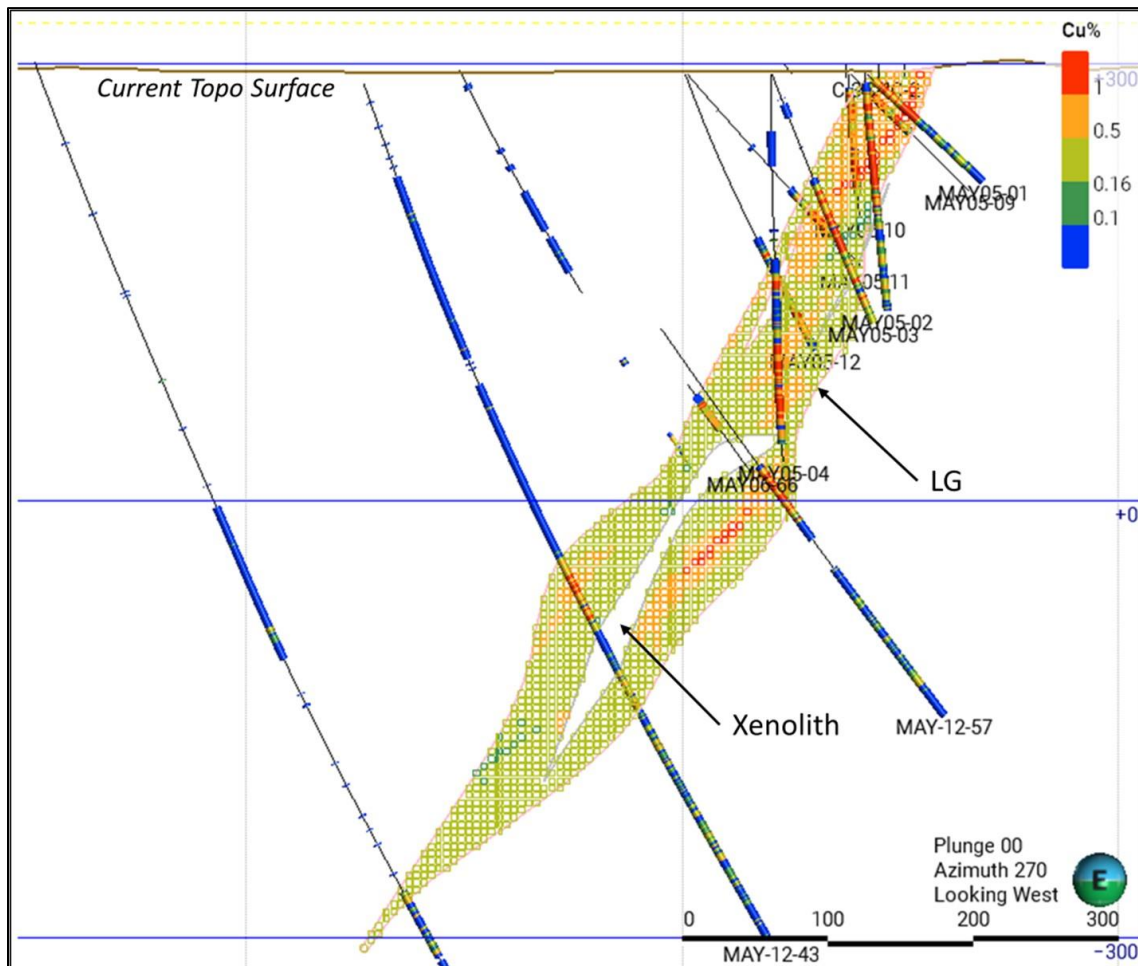 Cu%
Current Topo Surface
+300
1
0.5
0.16
0.1
MAY05-01
MAY05-09
MAY05-02
MAY05-03
MAY05-12
LG
MAY05-04
MAY06-66
+0
Xenolith
MAY-12-57
Plunge 00
Azimuth 270
Looking West
E
0 100 200 300
-300
MAY-12-43